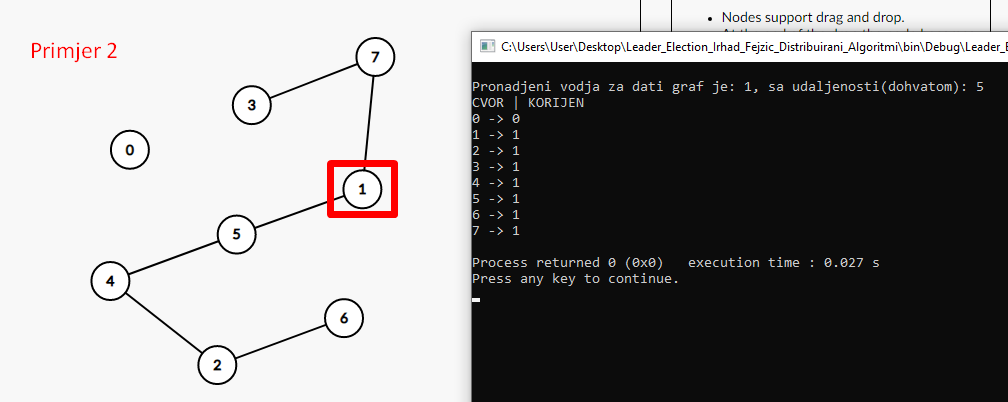 Primjer 2
7
3
0
1
5
4
6
2
• Nodes support drag and drop.
C:\Users\User\Desktop\Leader_Election_Irhad_Fejzic_Distribuirani_Algoritmi\bin\Debug\Leader_E
Pronadjeni vodja za dati graf je: 1, sa udaljenosti(dohvatom): 5
CVOR | KORIJEN
0 -> 0
1 -> 1
2 -> 1
3 -> 1
4 -> 1
5 -> 1
6 -> 1
7 -> 1
Process returned 0 (0x0)   execution time : 0.027 s
Press any key to continue.